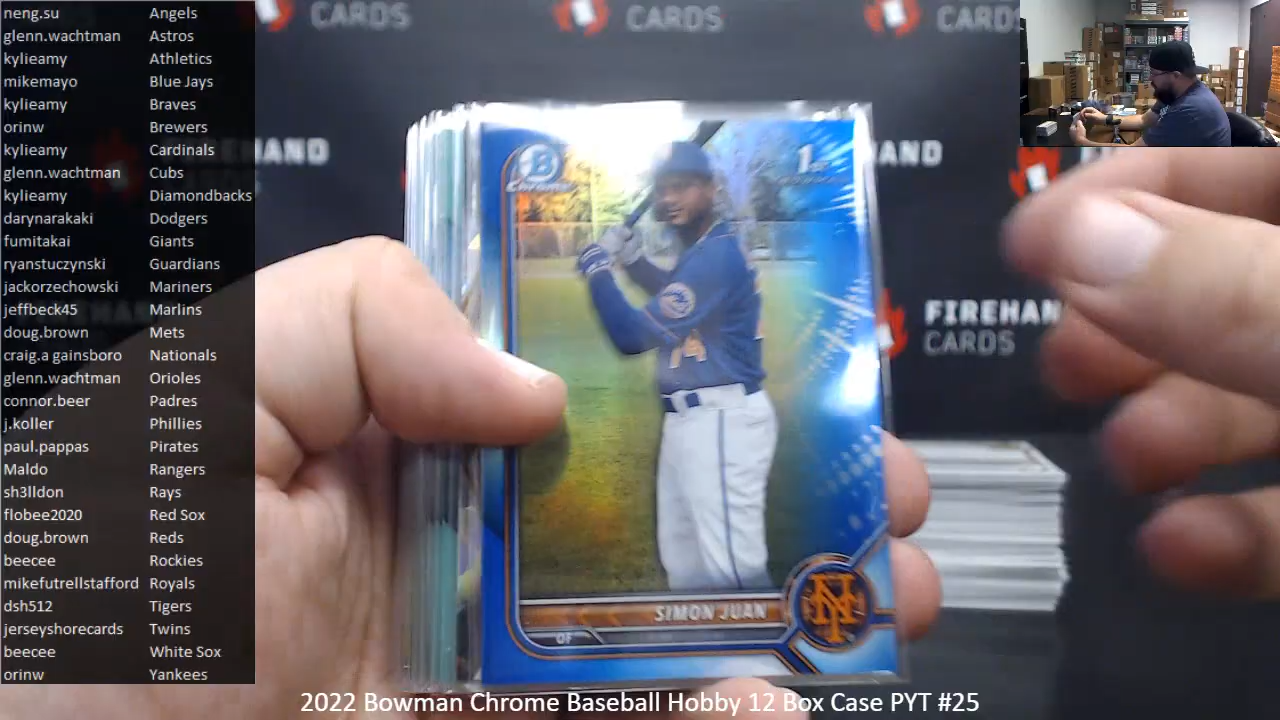 neng.su Angels
glenn.wachtman Astros
kylieamy Athletics
mikemayo Blue Jays
kylieamy Braves
orinw Brewers
kylieamy Cardinals
glenn.wachtman Cubs
kylieamy Diamondbacks
darynarakaki Dodgers
fumitakai Giants
ryanstuczynski Guardians
jackorzechowski Mariners
jeffbeck45 Marlins
doug.brown Mets
craig.a gainsboro Nationals
glenn.wachtman Orioles
connor.beer Padres
j.koller Phillies
paul.pappas Pirates
Maldo Rangers
sh3lldon Rays
flobee2020 Red Sox
doug.brown Reds
beecee Rockies
mikefutrellstafford Royals
dsh512 Tigers
jerseyshorecards Twins
beecee White Sox
orinw Yankees
CARDS
CARDS
CARDS
FIREHAND
CARDS
B
Chrome
1st
14
SIMON JUAN
OF
NY
2022 Bowman Chrome Baseball Hobby 12 Box Case PYT #25